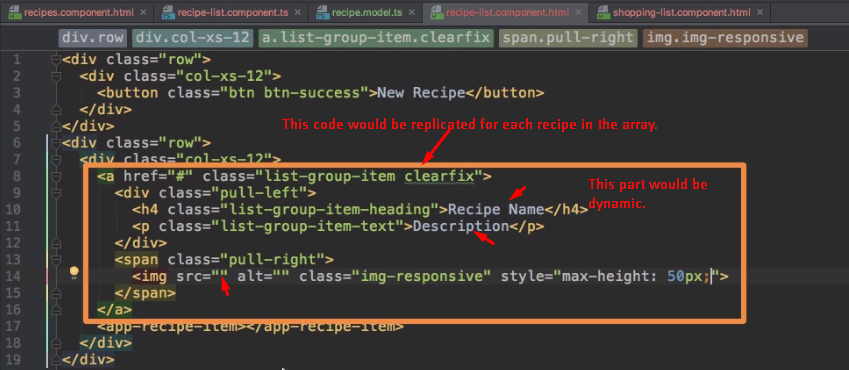 recipes.component.html × recipe-list.component.ts × recipe.model.ts × recipe-list.component.html × shopping-list.component.html ×
div.row div.col-xs-12 a.list-group-item.clearfix span.pull-right img.img-responsive
1 <div class="row">
2 <div class="col-xs-12">
3 <button class="btn btn-success">New Recipe</button>
4 </div>
This code would be replicated for each recipe in the array.
5 </div>
6 <div class="row">
7 <div class="col-xs-12">
8 <a href="#" class="list-group-item clearfix">
9 <div class="pull-left">
This part would be
dynamic.
10 <h4 class="list-group-item-heading">Recipe Name</h4>
11 <p class="list-group-item-text">Description</p>
12 </div>
13 <span class="pull-right">
14 <img src="" alt="" class="img-responsive" style="max-height: 50px;">
15 </span>
16 </a>
17 <app-recipe-item></app-recipe-item>
18 </div>
19 </div>